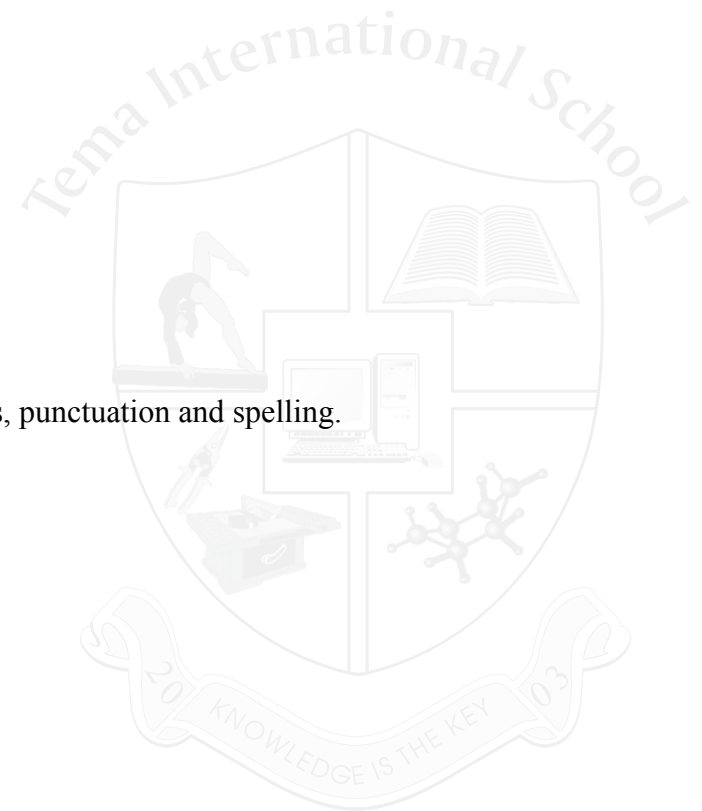 Tema International School
s, punctuation and spelling.
20 KNOWLEDGE IS THE KEY 03